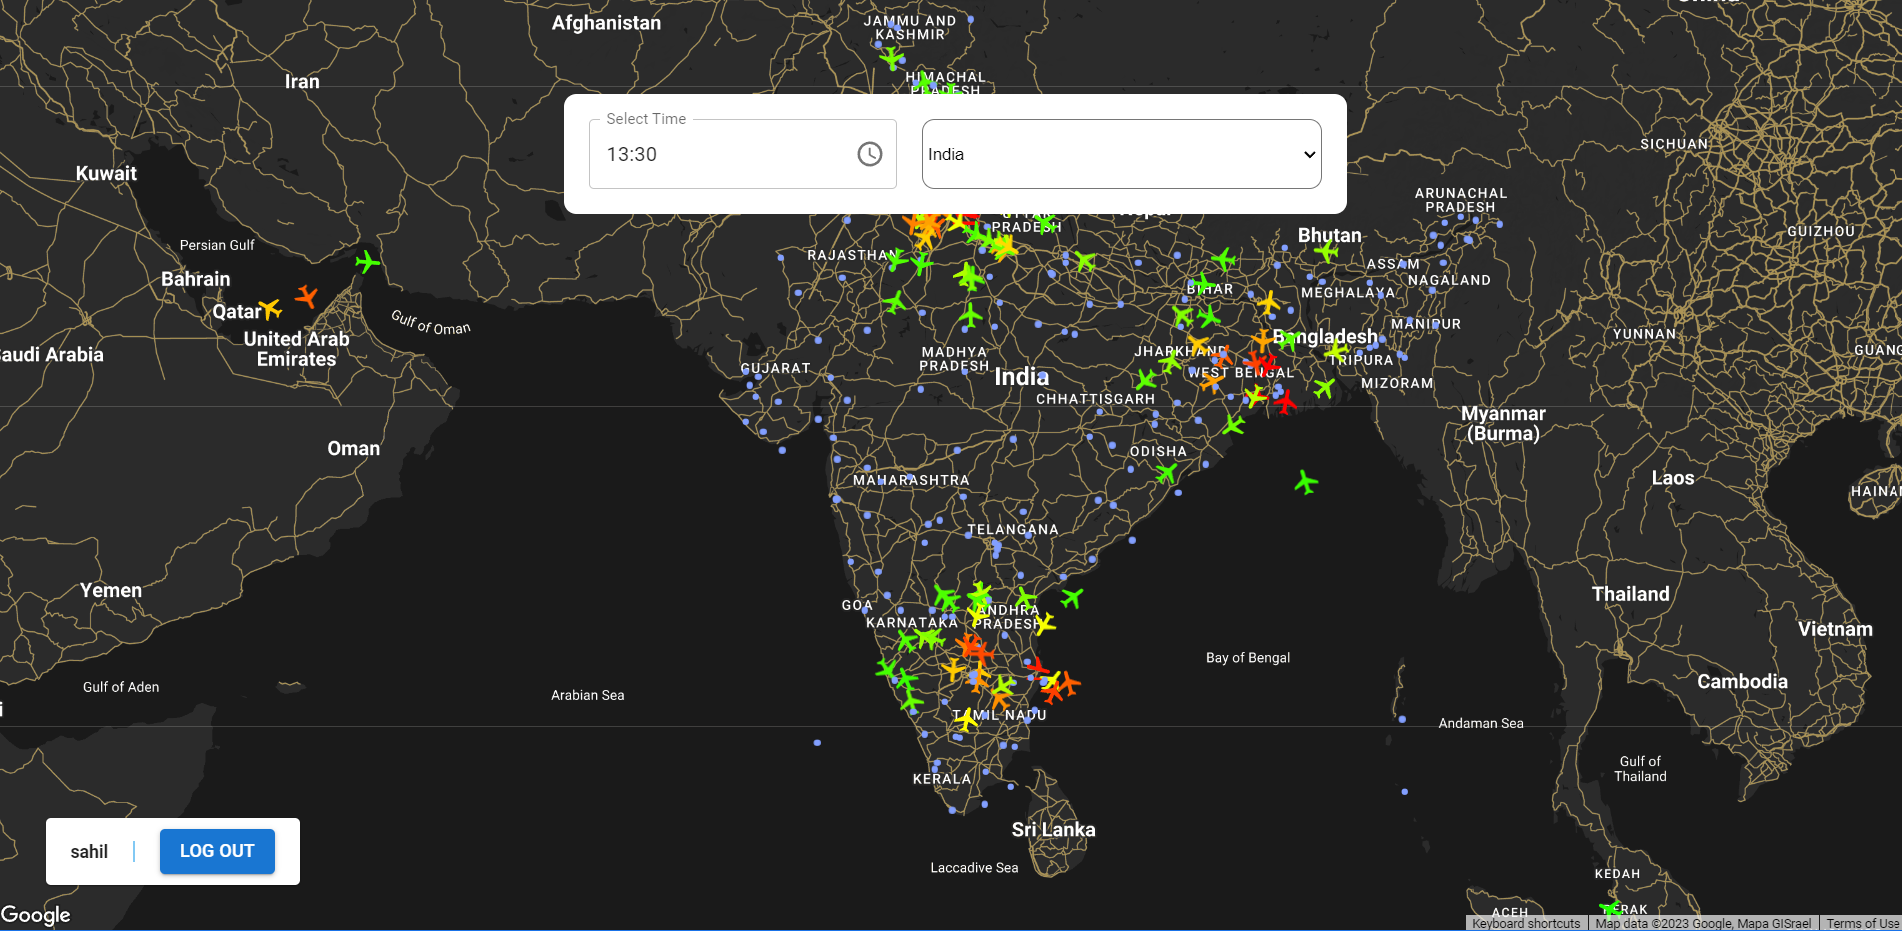 Afghanistan
JAMMU AND
KASHMIR
Iran
HIMACHAL
PRADESH
Select Time
13:30
India
Kuwait
SICHUAN
ARUNACHAL
PRADESH
UTTAR
PRADESH
Nepal
Persian Gulf
RAJASTHAN
Bhutan
GUIZHOU
ASSAM
NAGALAND
Bahrain
BIHAR
MEGHALAYA
Qatar
Gulf of Oman
MANIPUR
YUNNAN
United Arab
Emirates
Bangladesh
Saudi Arabia
JHARKHAND
TRIPURA
GUANG
MADHYA
PRADESH
GUJARAT
India
WEST BENGAL
MIZORAM
CHHATTISGARH
Myanmar
(Burma)
Oman
ODISHA
Laos
MAHARASHTRA
HAINAN
TELANGANA
Yemen
Thailand
GOA
KARNATAKA
ANDHRA
PRADESH
Vietnam
Bay of Bengal
Gulf of Aden
Arabian Sea
Cambodia
TAMIL NADU
Andaman Sea
Gulf of
Thailand
KERALA
Sri Lanka
sahil
LOG OUT
Laccadive Sea
KEDAH
PERAK
ACEH
Google
Keyboard shortcuts
Map data ©2023 Google, Mapa GISrael
Terms of Use